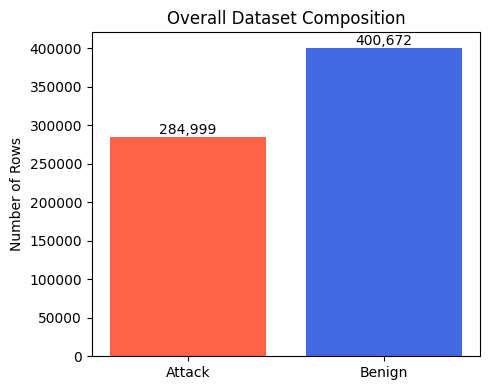 Overall Dataset Composition
400,672
284,999
Number of Rows
400000
350000
300000
250000
200000
150000
100000
50000
0
Attack
Benign